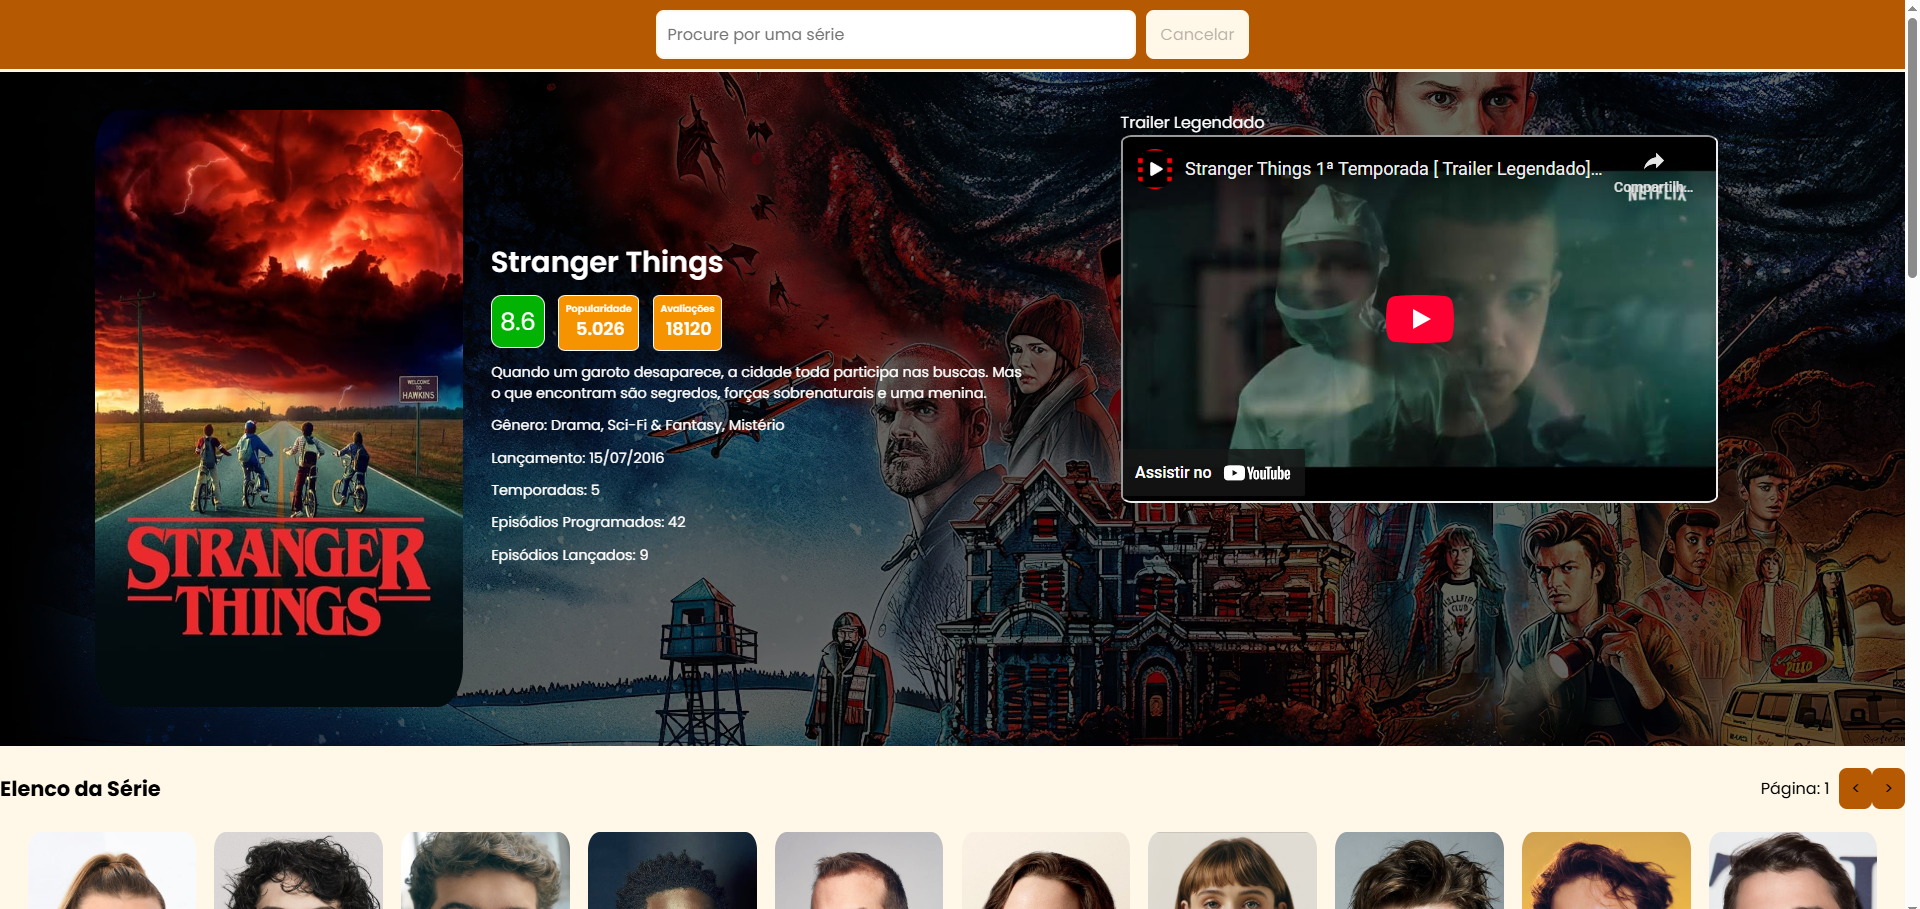 Procure por uma série
Cancelar
Trailer Legendado
Stranger Things 1ª Temporada [ Trailer Legendado]...
Compartilh...
NETFLIX
Assistir no YouTube
WELCOME
TO
HAWKINS
STRANGER
THINGS
Stranger Things
8.6
Popularidade
5.026
Avaliações
18120
Quando um garoto desaparece, a cidade toda participa nas buscas. Mas
o que encontram são segredos, forças sobrenaturais e uma menina.
Gênero: Drama, Sci-Fi & Fantasy, Mistério
Lançamento: 15/07/2016
Temporadas: 5
Episódios Programados: 42
Episódios Lançados: 9
HELLFIRE
CLUB
PIZZA
Elenco da Série
Página: 1
<
>